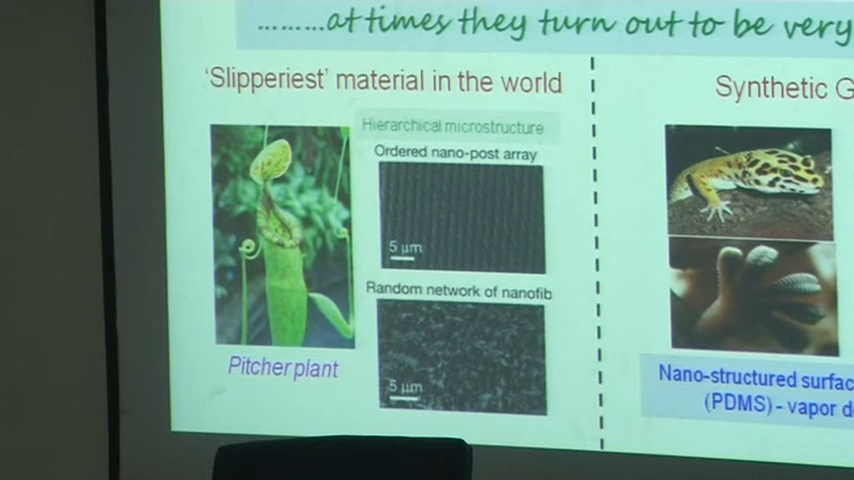 .........at times they turn out to be very
'Slipperiest' material in the world
Hierarchical microstructure
Ordered nano-post array
5 µm
Random network of nanofib
5 µm
Pitcher plant
Synthetic G
Nano-structured surfac
(PDMS) - vapor d